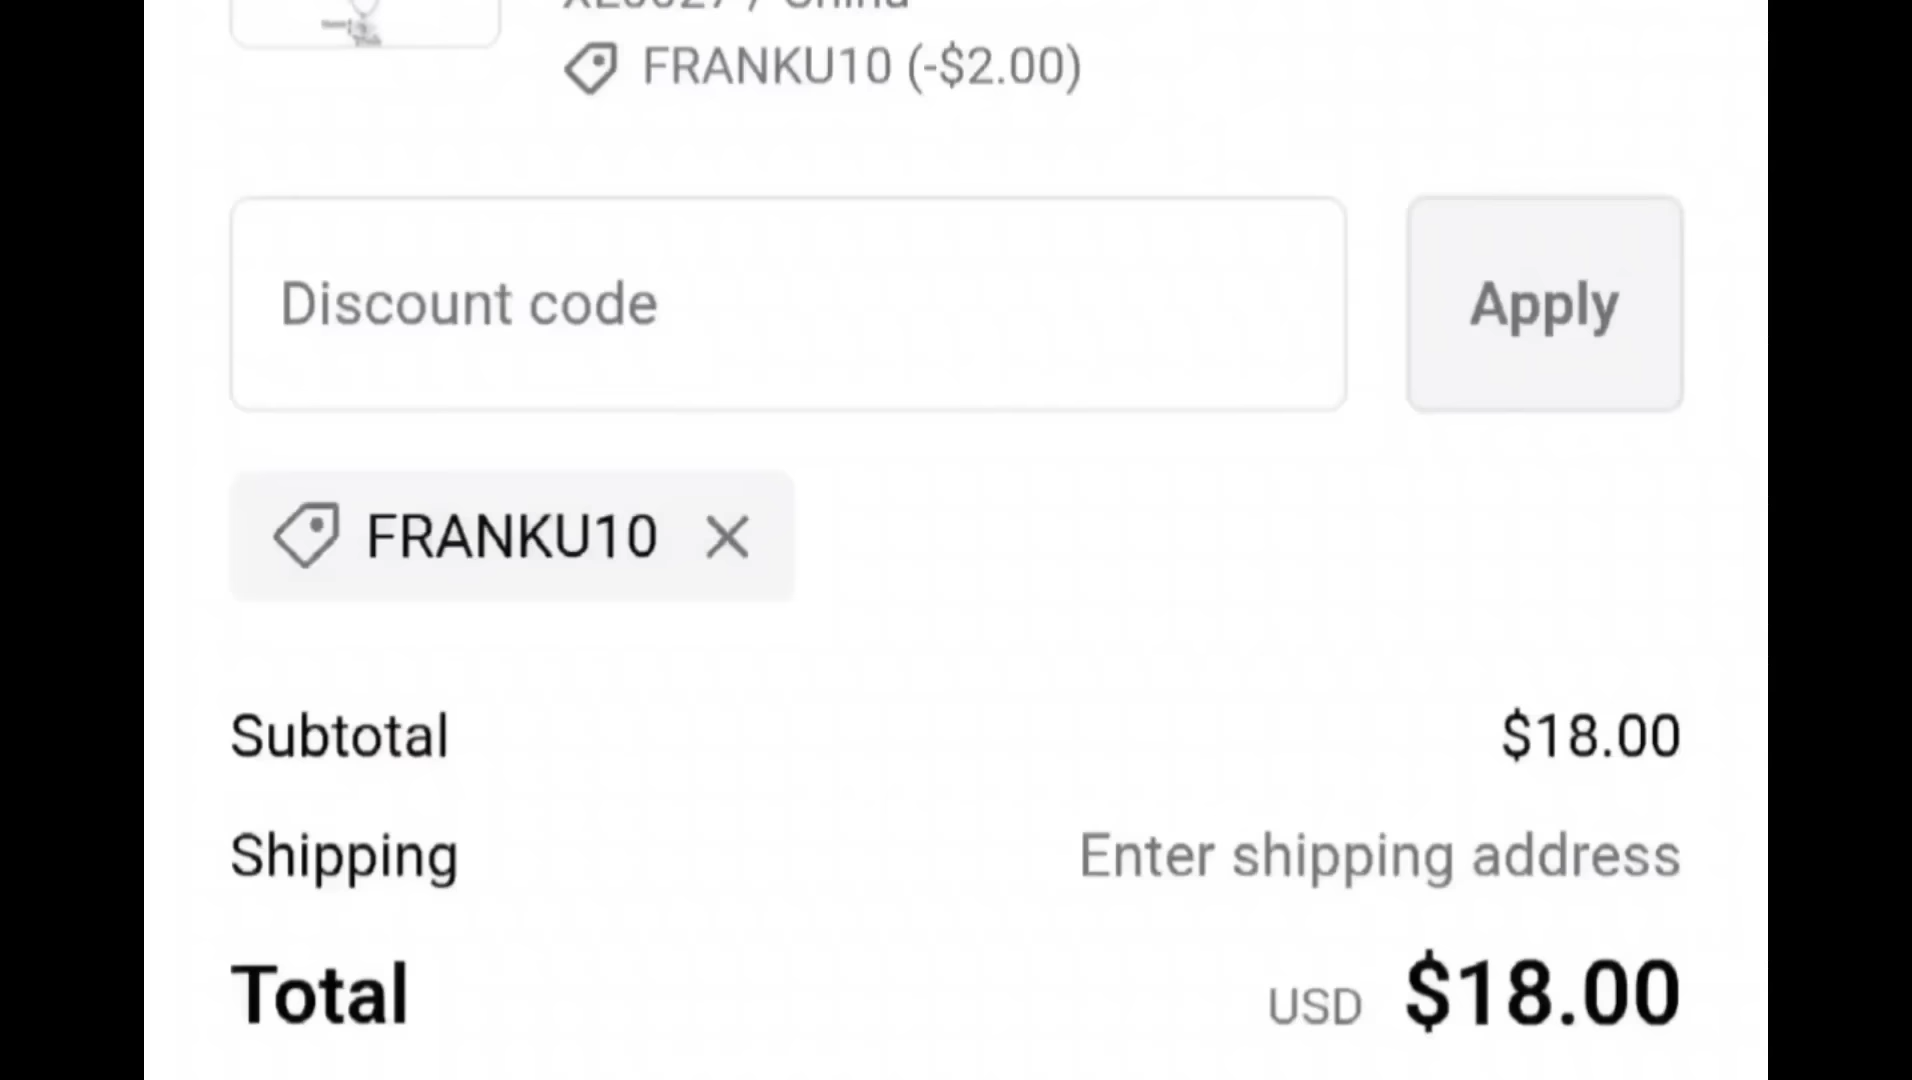 FRANKU10 (-$2.00)
Discount code
Apply
FRANKU10
Subtotal $18.00
Shipping Enter shipping address
Total USD $18.00